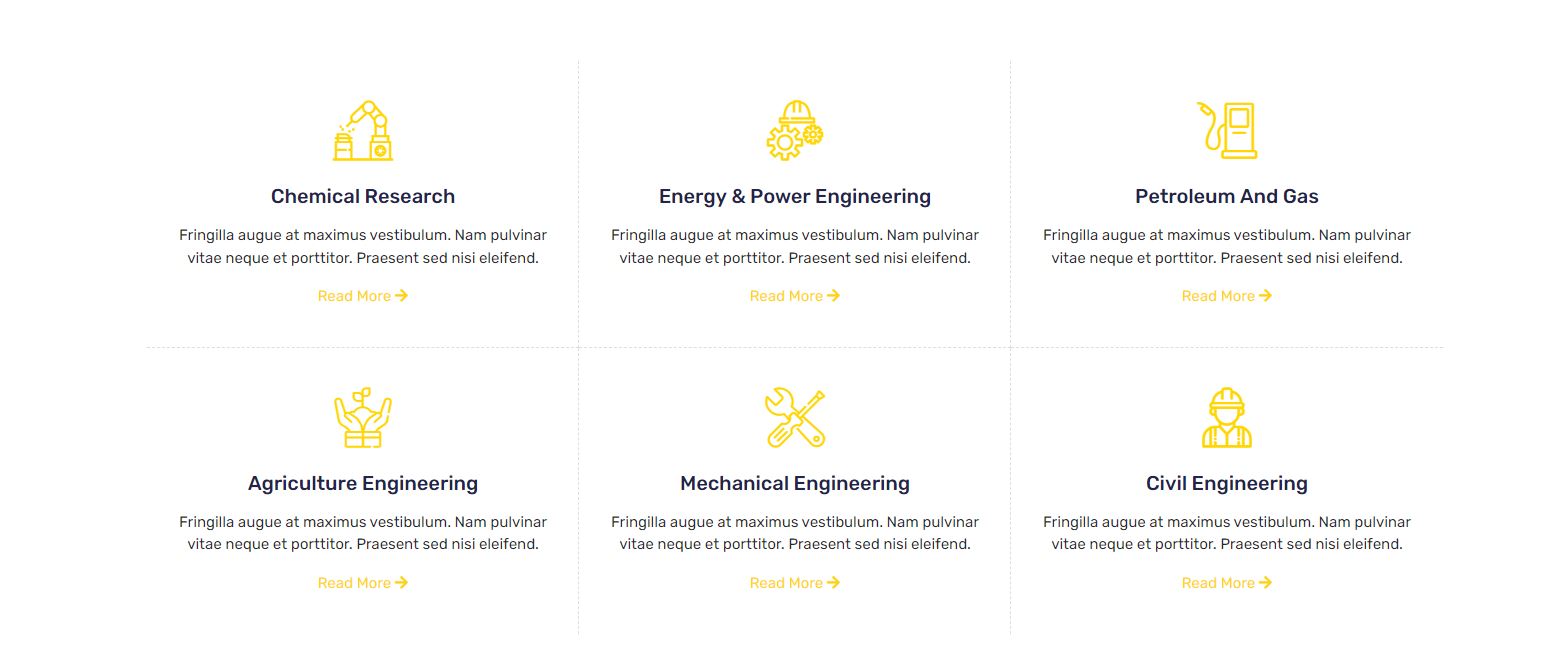 Chemical Research
Fringilla augue at maximus vestibulum. Nam pulvinar
vitae neque et porttitor. Praesent sed nisi eleifend.
Read More
Energy & Power Engineering
Fringilla augue at maximus vestibulum. Nam pulvinar
vitae neque et porttitor. Praesent sed nisi eleifend.
Read More
Petroleum And Gas
Fringilla augue at maximus vestibulum. Nam pulvinar
vitae neque et porttitor. Praesent sed nisi eleifend.
Read More
Agriculture Engineering
Fringilla augue at maximus vestibulum. Nam pulvinar
vitae neque et porttitor. Praesent sed nisi eleifend.
Read More
Mechanical Engineering
Fringilla augue at maximus vestibulum. Nam pulvinar
vitae neque et porttitor. Praesent sed nisi eleifend.
Read More
Civil Engineering
Fringilla augue at maximus vestibulum. Nam pulvinar
vitae neque et porttitor. Praesent sed nisi eleifend.
Read More